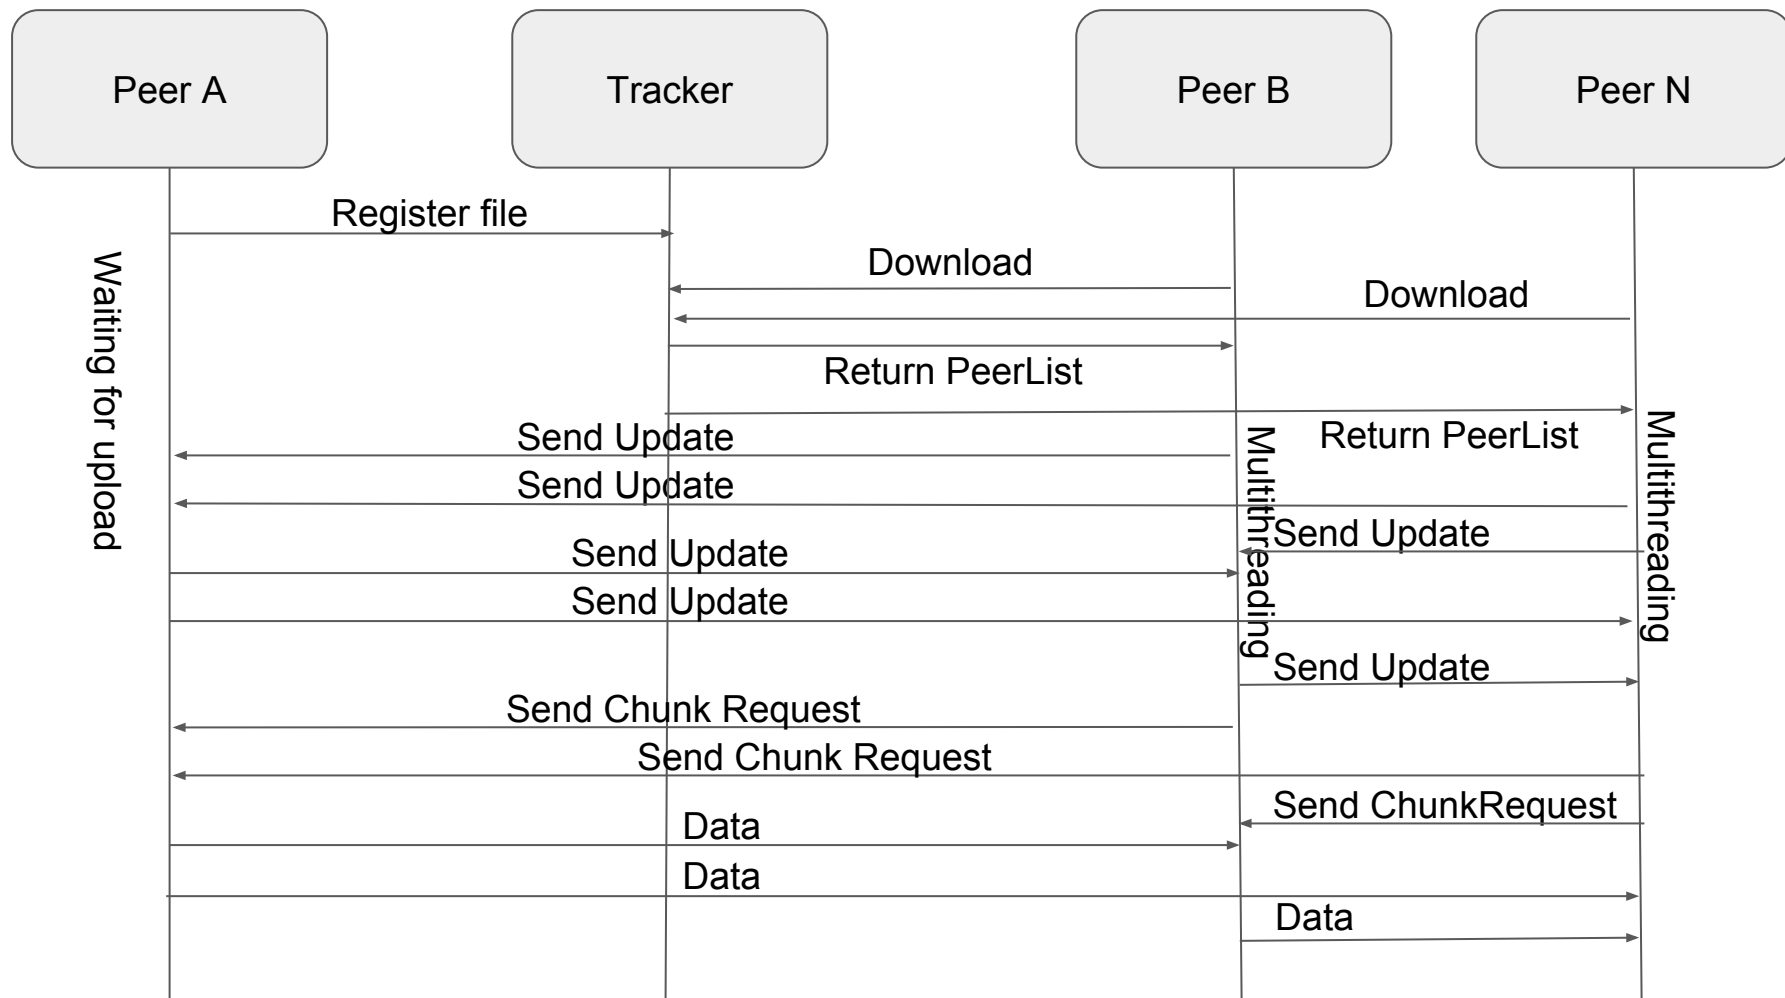 Peer A
Tracker
Peer B
Peer N
Register file
Download
Download
Waiting for upload
Return PeerList
Return PeerList
Multithreading
Multithreading
Send Update
Send Update
Send Update
Send Update
Send Update
Send Update
Send Chunk Request
Send Chunk Request
Send ChunkRequest
Data
Data
Data